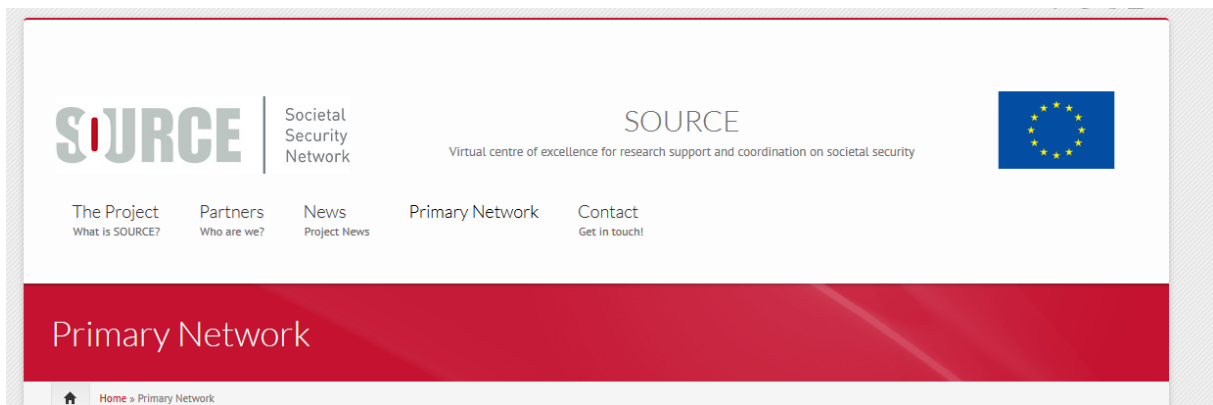 SOURCE
Societal
Security
Network
SOURCE
Virtual centre of excellence for research support and coordination on societal security
The Project Partners News Primary Network Contact
What is SOURCE? Who are we? Project News Get in touch!
Primary Network
Home » Primary Network